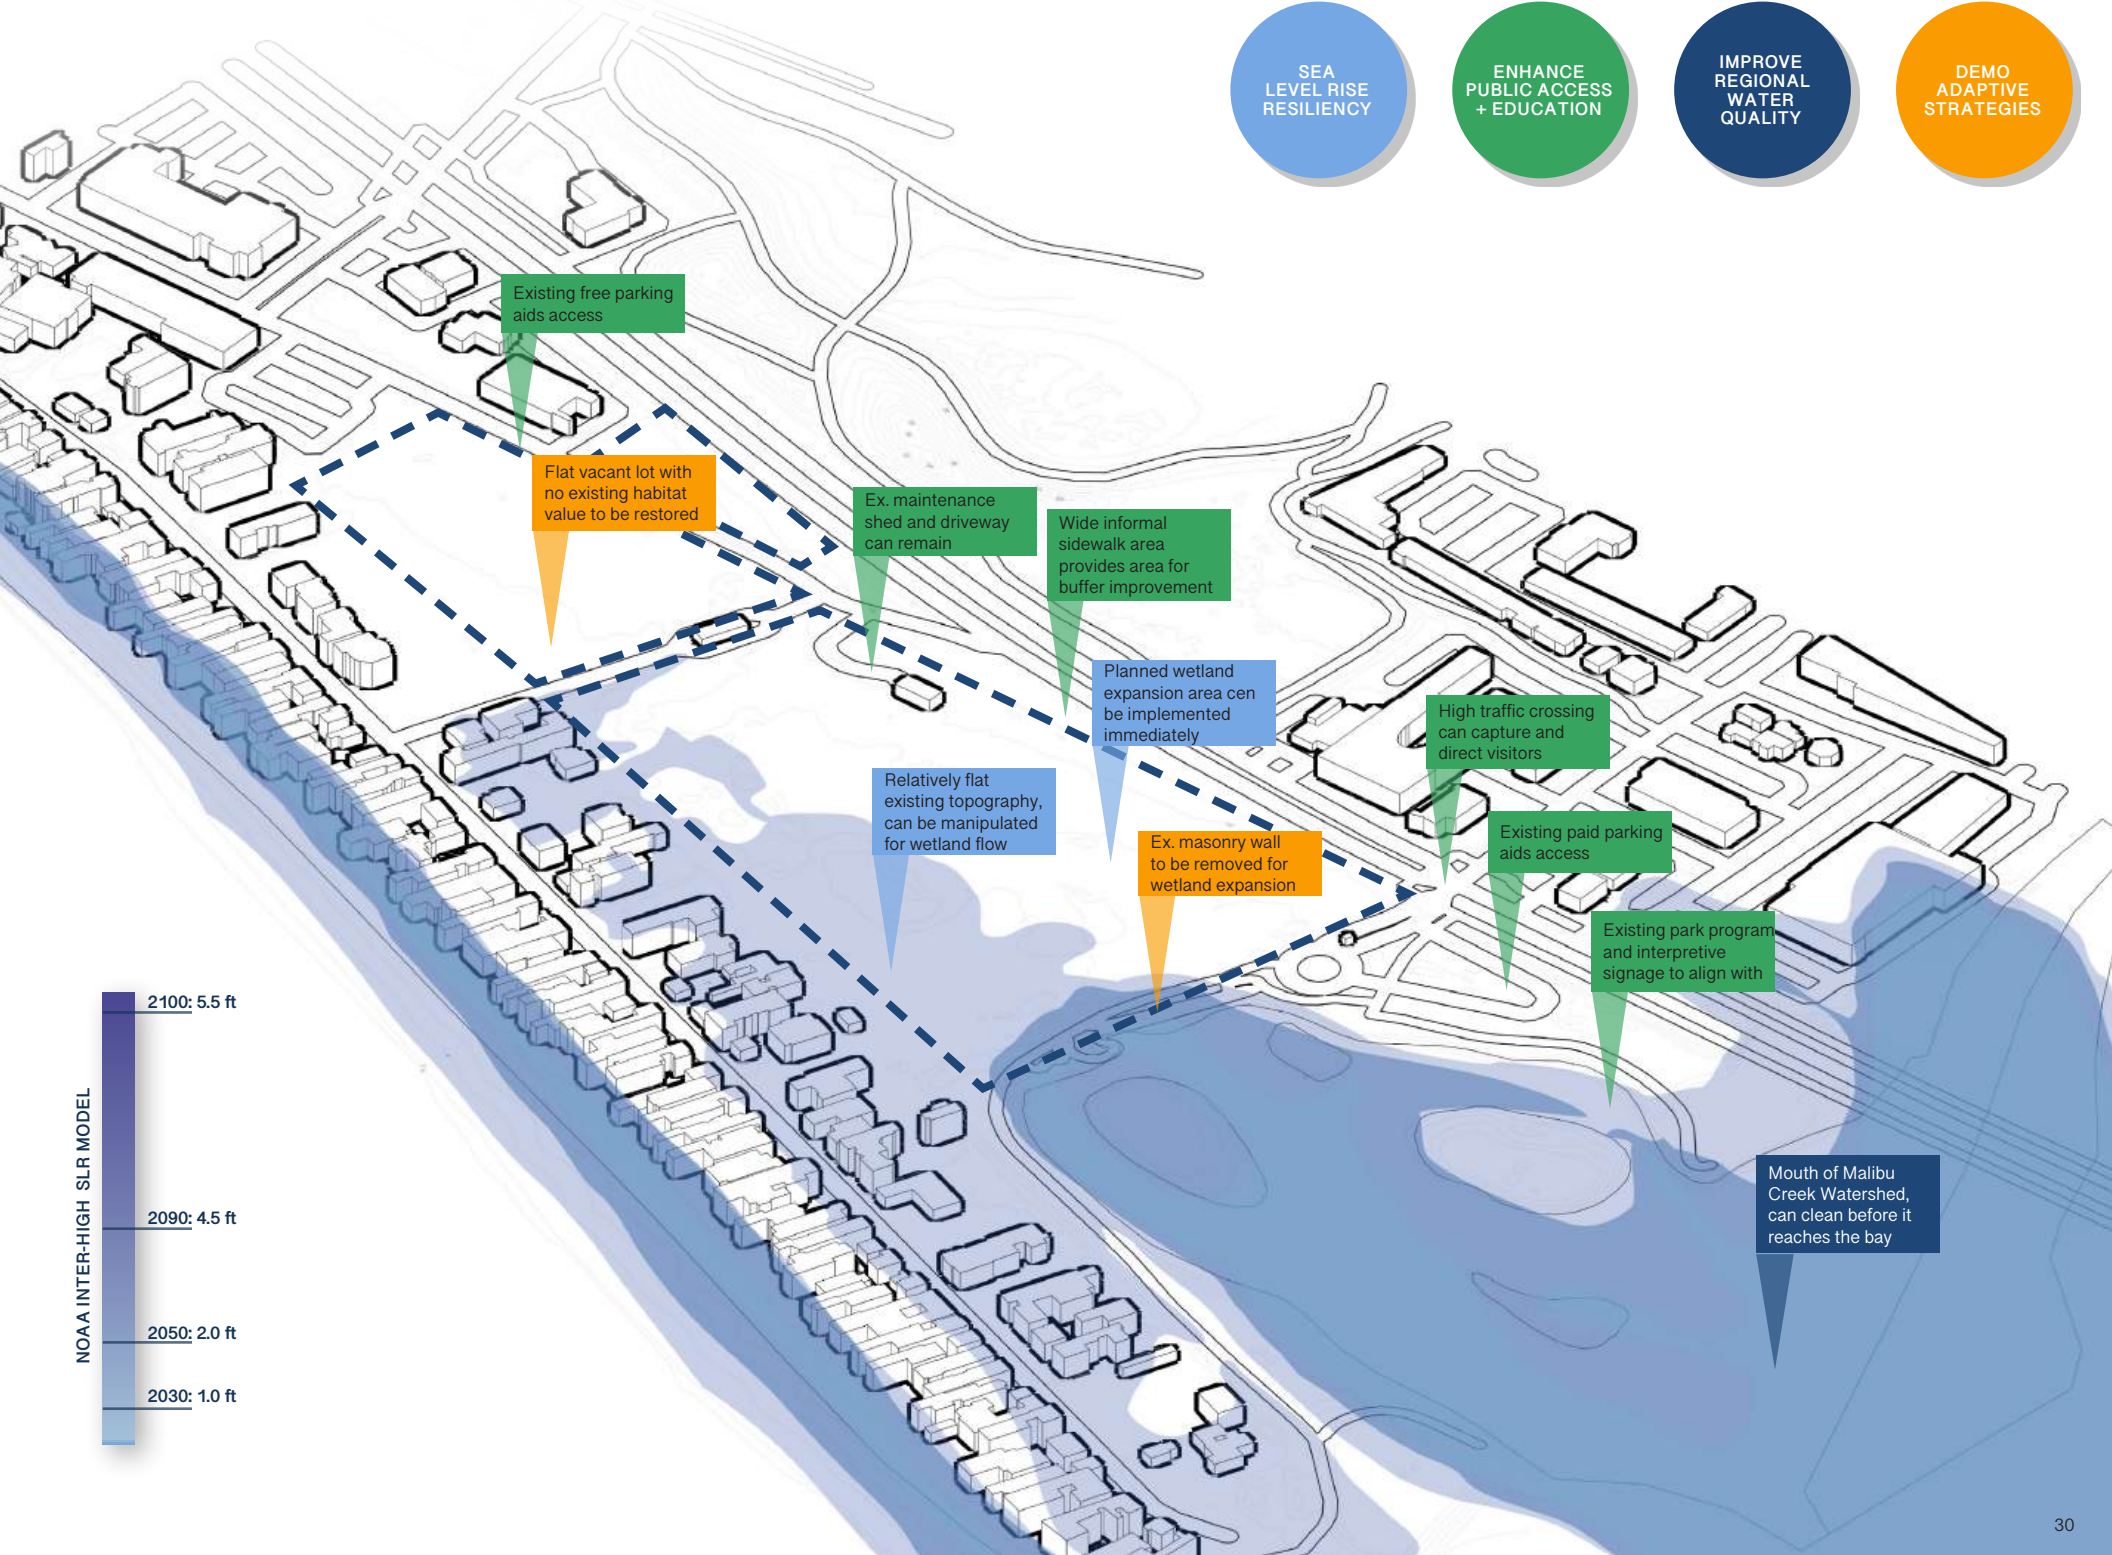 SEA
LEVEL RISE
RESILIENCY
ENHANCE
PUBLIC ACCESS
+ EDUCATION
IMPROVE
REGIONAL
WATER
QUALITY
DEMO
ADAPTIVE
STRATEGIES
Existing free parking
aids access
Flat vacant lot with
no existing habitat
value to be restored
Ex. maintenance
shed and driveway
can remain
Wide informal
sidewalk area
provides area for
buffer improvement
Planned wetland
expansion area cen
be implemented
immediately
High traffic crossing
can capture and
direct visitors
Relatively flat
existing topography,
can be manipulated
for wetland flow
Ex. masonry wall
to be removed for
wetland expansion
Existing paid parking
aids access
Existing park program
and interpretive
signage to align with
Mouth of Malibu
Creek Watershed,
can clean before it
reaches the bay
NOAA INTER-HIGH SLR MODEL
2100: 5.5 ft
2090: 4.5 ft
2050: 2.0 ft
2030: 1.0 ft
30